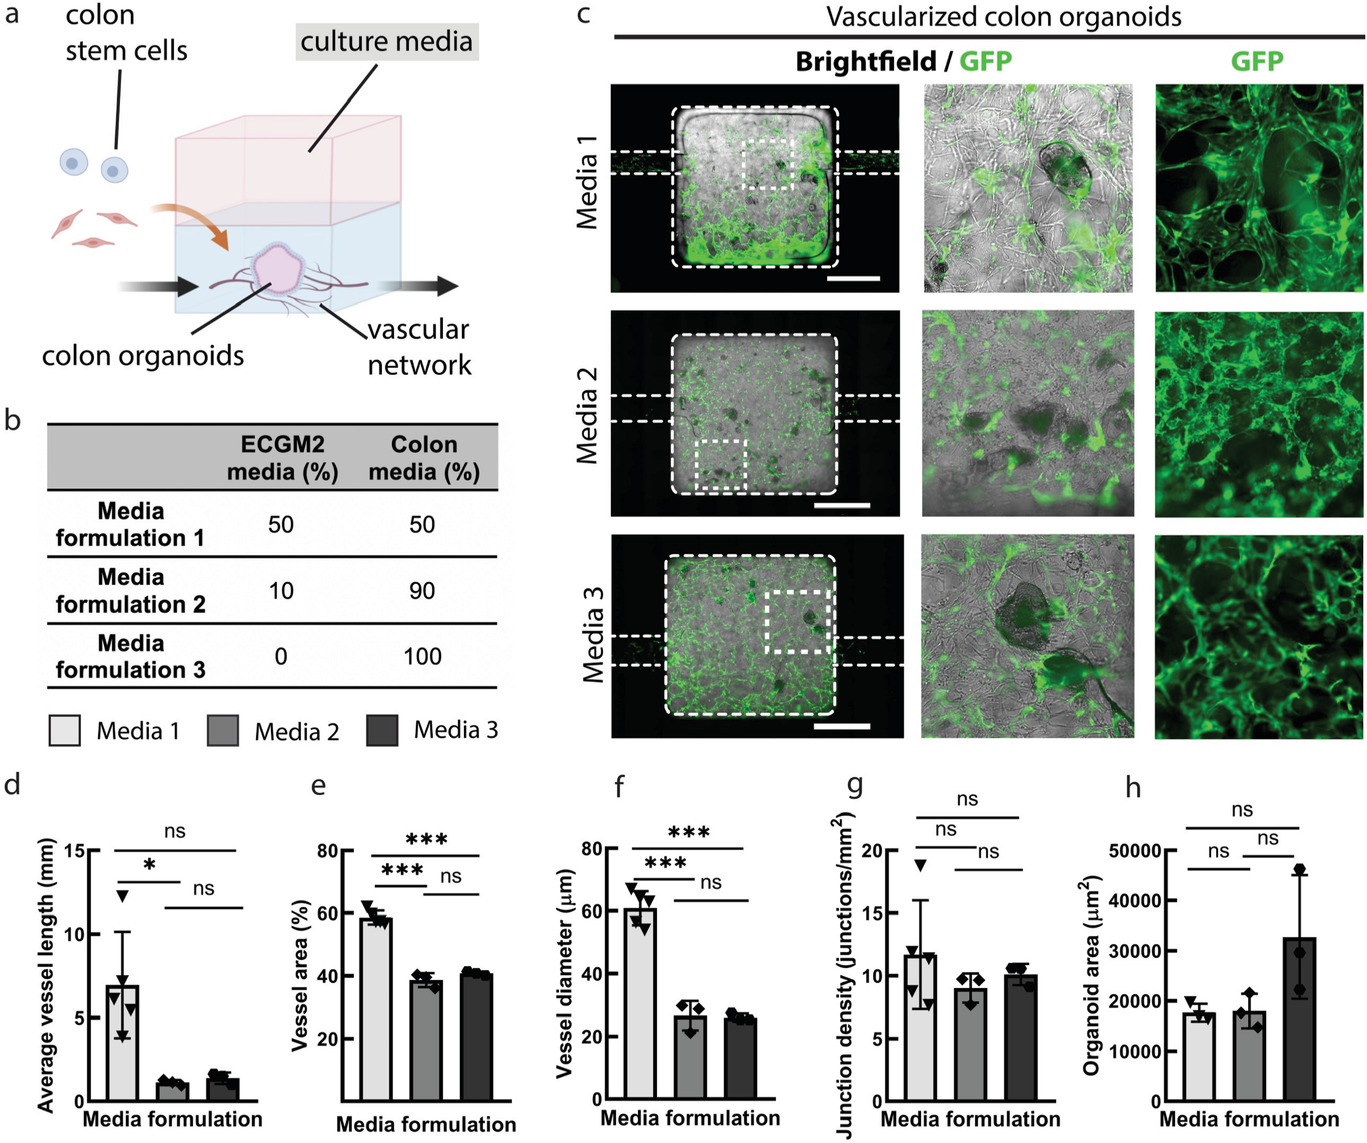 a
colon
stem cells
culture media
colon organoids
vascular
network
b
ECGM2
media (%)
Colon
media (%)
Media
formulation 1
50
50
Media
formulation 2
10
90
Media
formulation 3
0
100
Media 1
Media 2
Media 3
c
Vascularized colon organoids
Brightfield / GFP
GFP
Media 1
Media 2
Media 3
d
Average vessel length (mm)
15
10
5
0
ns
*
ns
Media formulation
e
Vessel area (%)
80
60
40
20
***
***
ns
Media formulation
f
Vessel diameter (μm)
80
60
40
20
0
***
***
ns
Media formulation
g
Junction density (junctions/mm²)
20
15
10
5
0
ns
ns
ns
Media formulation
h
Organoid area (μm²)
50000
40000
30000
20000
10000
0
ns
ns
ns
Media formulation